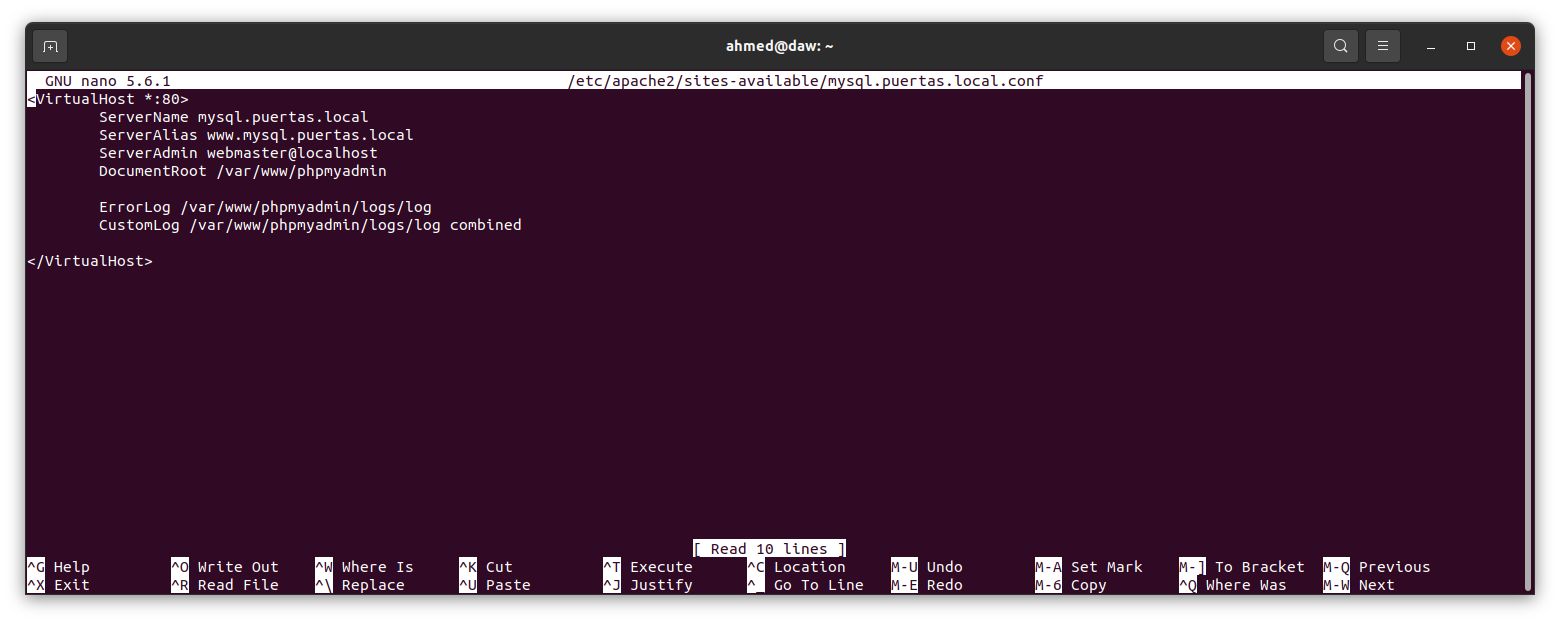 ahmed@daw: ~
GNU nano 5.6.1 /etc/apache2/sites-available/mysql.puertas.local.conf
<VirtualHost *:80>
        ServerName mysql.puertas.local
        ServerAlias www.mysql.puertas.local
        ServerAdmin webmaster@localhost
        DocumentRoot /var/www/phpmyadmin

        ErrorLog /var/www/phpmyadmin/logs/log
        CustomLog /var/www/phpmyadmin/logs/log combined

</VirtualHost>
[ Read 10 lines ]
^G Help ^O Write Out ^W Where Is ^K Cut ^T Execute ^C Location M-U Undo M-A Set Mark M-] To Bracket M-Q Previous
^X Exit ^R Read File ^\ Replace ^U Paste ^J Justify ^_ Go To Line M-E Redo M-6 Copy ^Q Where Was M-W Next